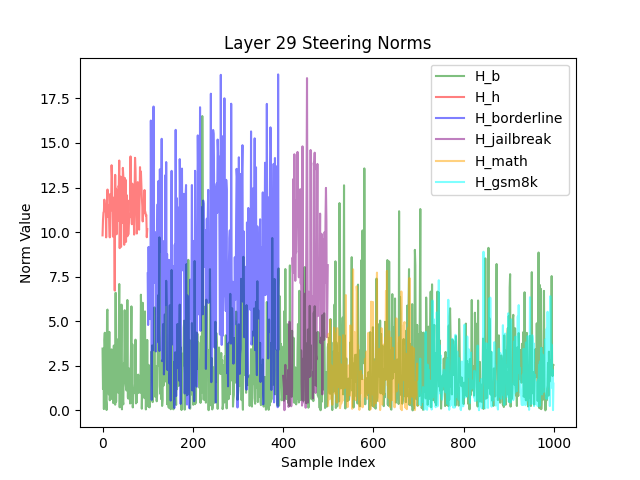 Layer 29 Steering Norms
H_b
H_h
H_borderline
H_jailbreak
H_math
H_gsm8k
17.5
15.0
12.5
10.0
7.5
5.0
2.5
0.0
Norm Value
0
200
400
600
800
1000
Sample Index